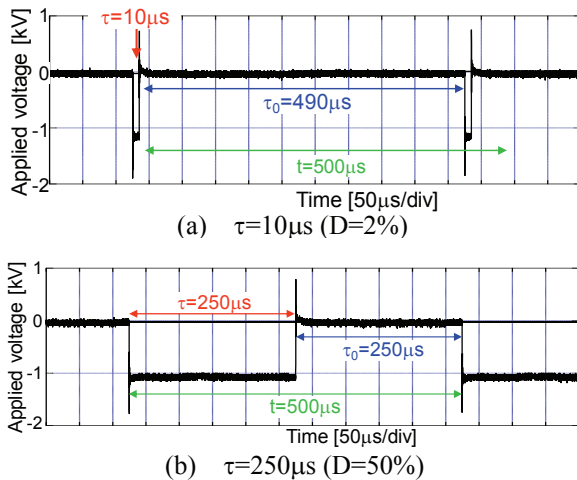 Applied voltage [kV]
1
0
-1
-2
τ=10µs
τ₀=490µs
t=500µs
Time [50µs/div]
(a) τ=10µs (D=2%)
Applied voltage [kV]
1
0
-1
-2
τ=250µs
τ₀=250µs
t=500µs
Time [50µs/div]
(b) τ=250µs (D=50%)